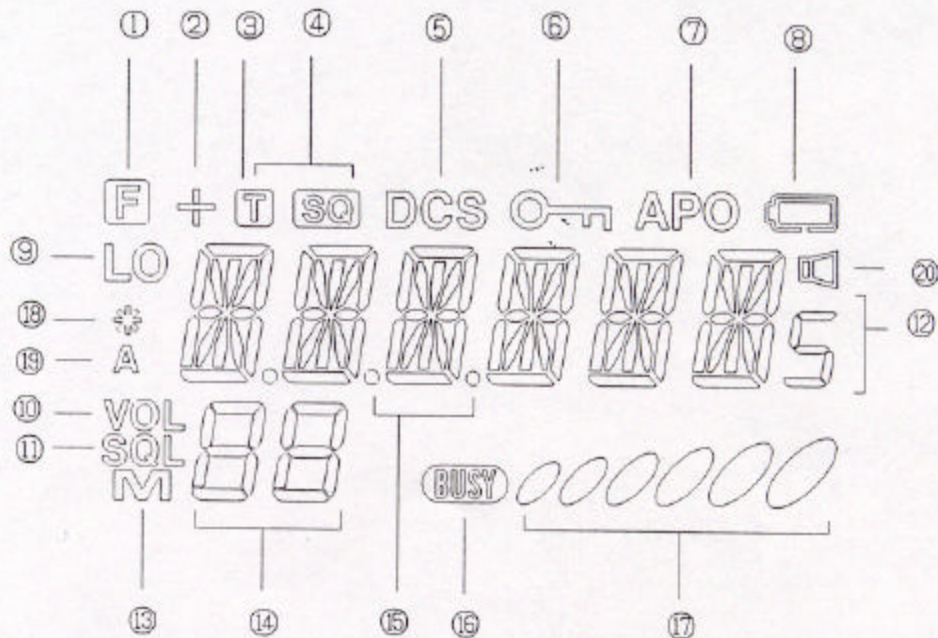 ① ② ③ ④ ⑤ ⑥ ⑦ ⑧
F + T SQ DCS APO
⑨ LO ⑳
⑱ ⑫
⑲ A 5
⑩ VOL
⑪ SQL
M BUSY
⑬ ⑭ ⑮ ⑯ ⑰